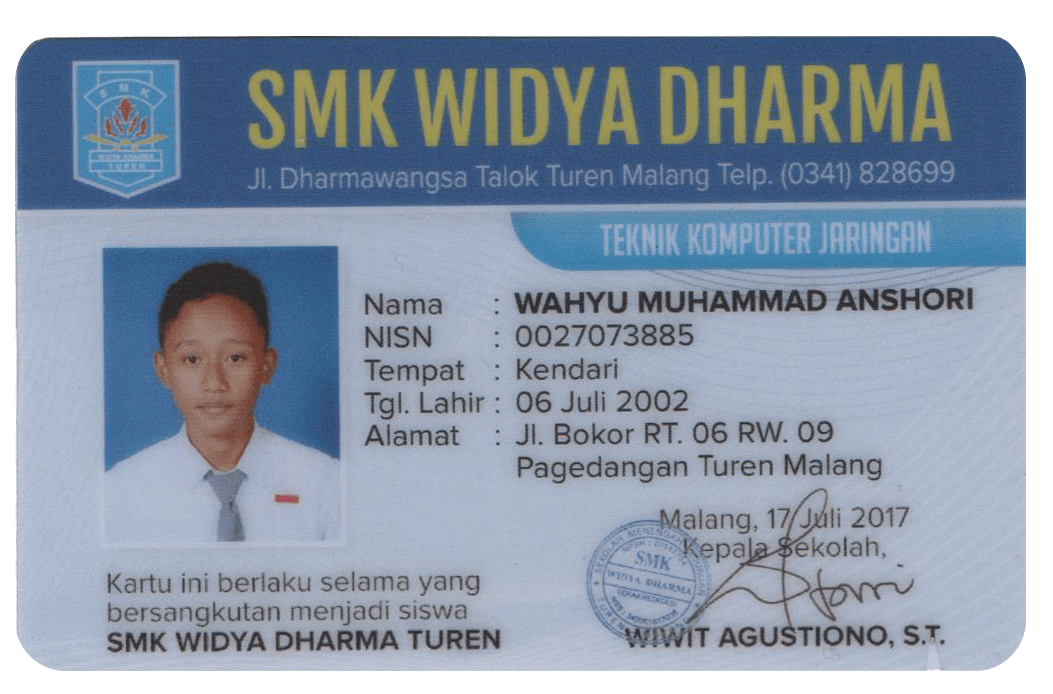 SMK WIDYA DHARMA
Jl. Dharmawangsa Talok Turen Malang Telp. (0341) 828699
SMK
WIDYA DHARMA
TUREN
TEKNIK KOMPUTER JARINGAN
Nama : WAHYU MUHAMMAD ANSHORI
NISN : 0027073885
Tempat : Kendari
Tgl. Lahir : 06 Juli 2002
Alamat : Jl. Bokor RT. 06 RW. 09
Pagedangan Turen Malang
Malang, 17 Juli 2017
Kepala Sekolah,
SMK
WIDYA DHARMA
WIWIT AGUSTIONO, S.T.
Kartu ini berlaku selama yang
bersangkutan menjadi siswa
SMK WIDYA DHARMA TUREN